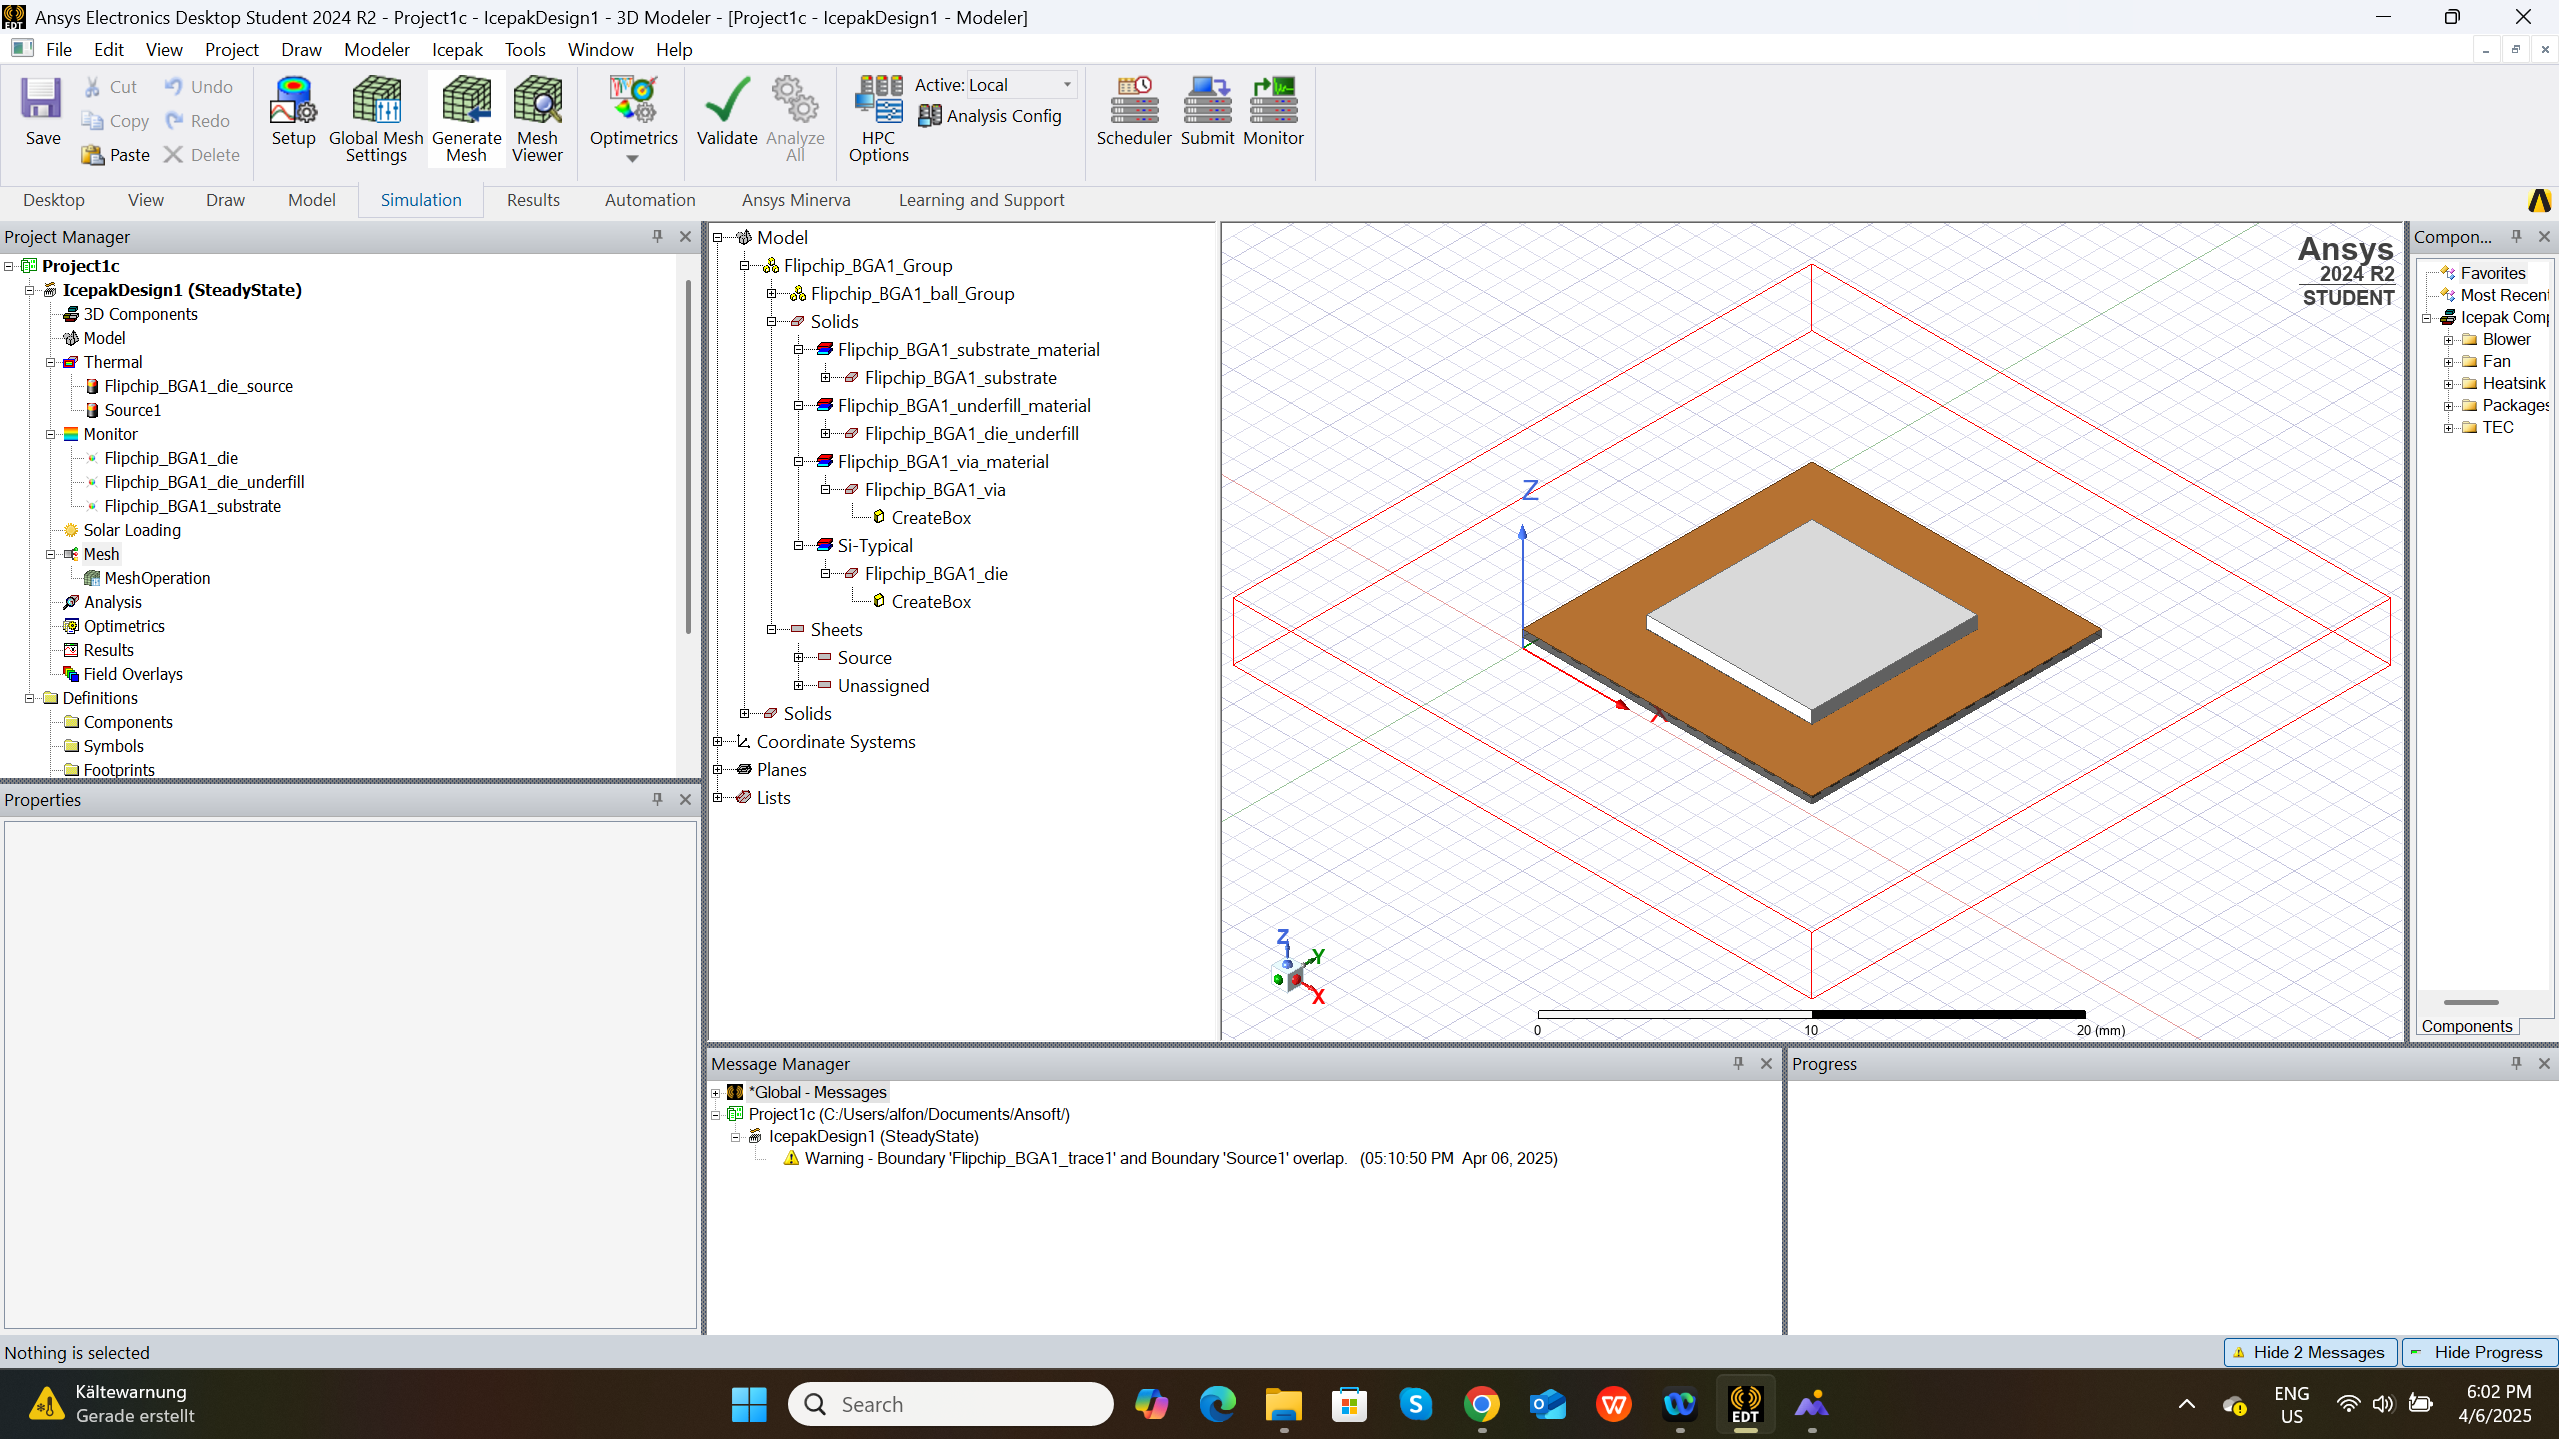 Ansys Electronics Desktop Student 2024 R2 - Project1c - IcepakDesign1 - 3D Modeler - [Project1c - IcepakDesign1 - Modeler]
File Edit View Project Draw Modeler Icepak Tools Window Help
Save
Cut
Copy
Paste
Undo
Redo
Delete
Setup
Global Mesh
Settings
Generate
Mesh
Mesh
Viewer
Optimetrics
Validate
Analyze
All
HPC
Options
Active: Local
Analysis Config
Scheduler
Submit
Monitor
Desktop View Draw Model Simulation Results Automation Ansys Minerva Learning and Support
Project Manager
Project1c
IcepakDesign1 (SteadyState)
3D Components
Model
Thermal
Flipchip_BGA1_die_source
Source1
Monitor
Flipchip_BGA1_die
Flipchip_BGA1_die_underfill
Flipchip_BGA1_substrate
Solar Loading
Mesh
MeshOperation
Analysis
Optimetrics
Results
Field Overlays
Definitions
Components
Symbols
Footprints
Properties
Model
Flipchip_BGA1_Group
Flipchip_BGA1_ball_Group
Solids
Flipchip_BGA1_substrate_material
Flipchip_BGA1_substrate
Flipchip_BGA1_underfill_material
Flipchip_BGA1_die_underfill
Flipchip_BGA1_via_material
Flipchip_BGA1_via
CreateBox
Si-Typical
Flipchip_BGA1_die
CreateBox
Sheets
Source
Unassigned
Solids
Coordinate Systems
Planes
Lists
Ansys
2024 R2
STUDENT
Z
X
Z
Y
X
0 10 20 (mm)
Compon...
Favorites
Most Recent
Icepak Comp
Blower
Fan
Heatsink
Packages
TEC
Components
Message Manager
*Global - Messages
Project1c (C:/Users/alfon/Documents/Ansoft/)
IcepakDesign1 (SteadyState)
Warning - Boundary 'Flipchip_BGA1_trace1' and Boundary 'Source1' overlap. (05:10:50 PM Apr 06, 2025)
Progress
Nothing is selected
Hide 2 Messages
Hide Progress
Kältewarnung
Gerade erstellt
Search
EDT
ENG
US
6:02 PM
4/6/2025